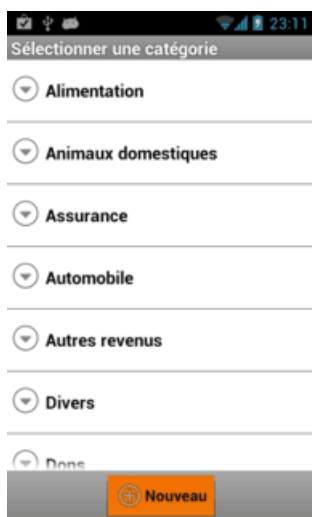 23:11
Sélectionner une catégorie
Alimentation
Animaux domestiques
Assurance
Automobile
Autres revenus
Divers
Dons
Nouveau